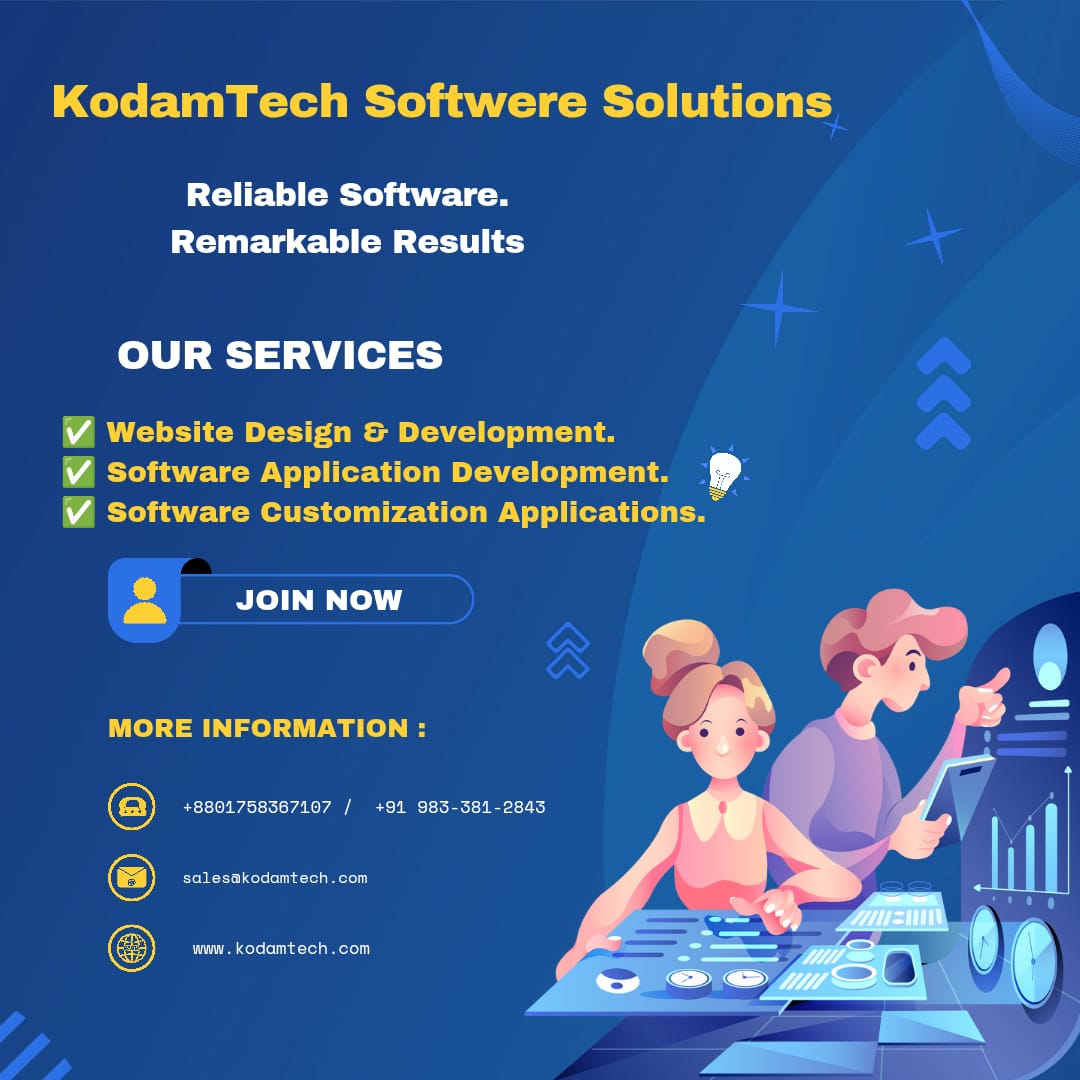 KodamTech Softwere Solutions
Reliable Software.
Remarkable Results
OUR SERVICES
✅ Website Design & Development.
✅ Software Application Development.
✅ Software Customization Applications.
JOIN NOW
MORE INFORMATION :
+8801758367107 / +91 983-381-2843
sales@kodamtech.com
www.kodamtech.com